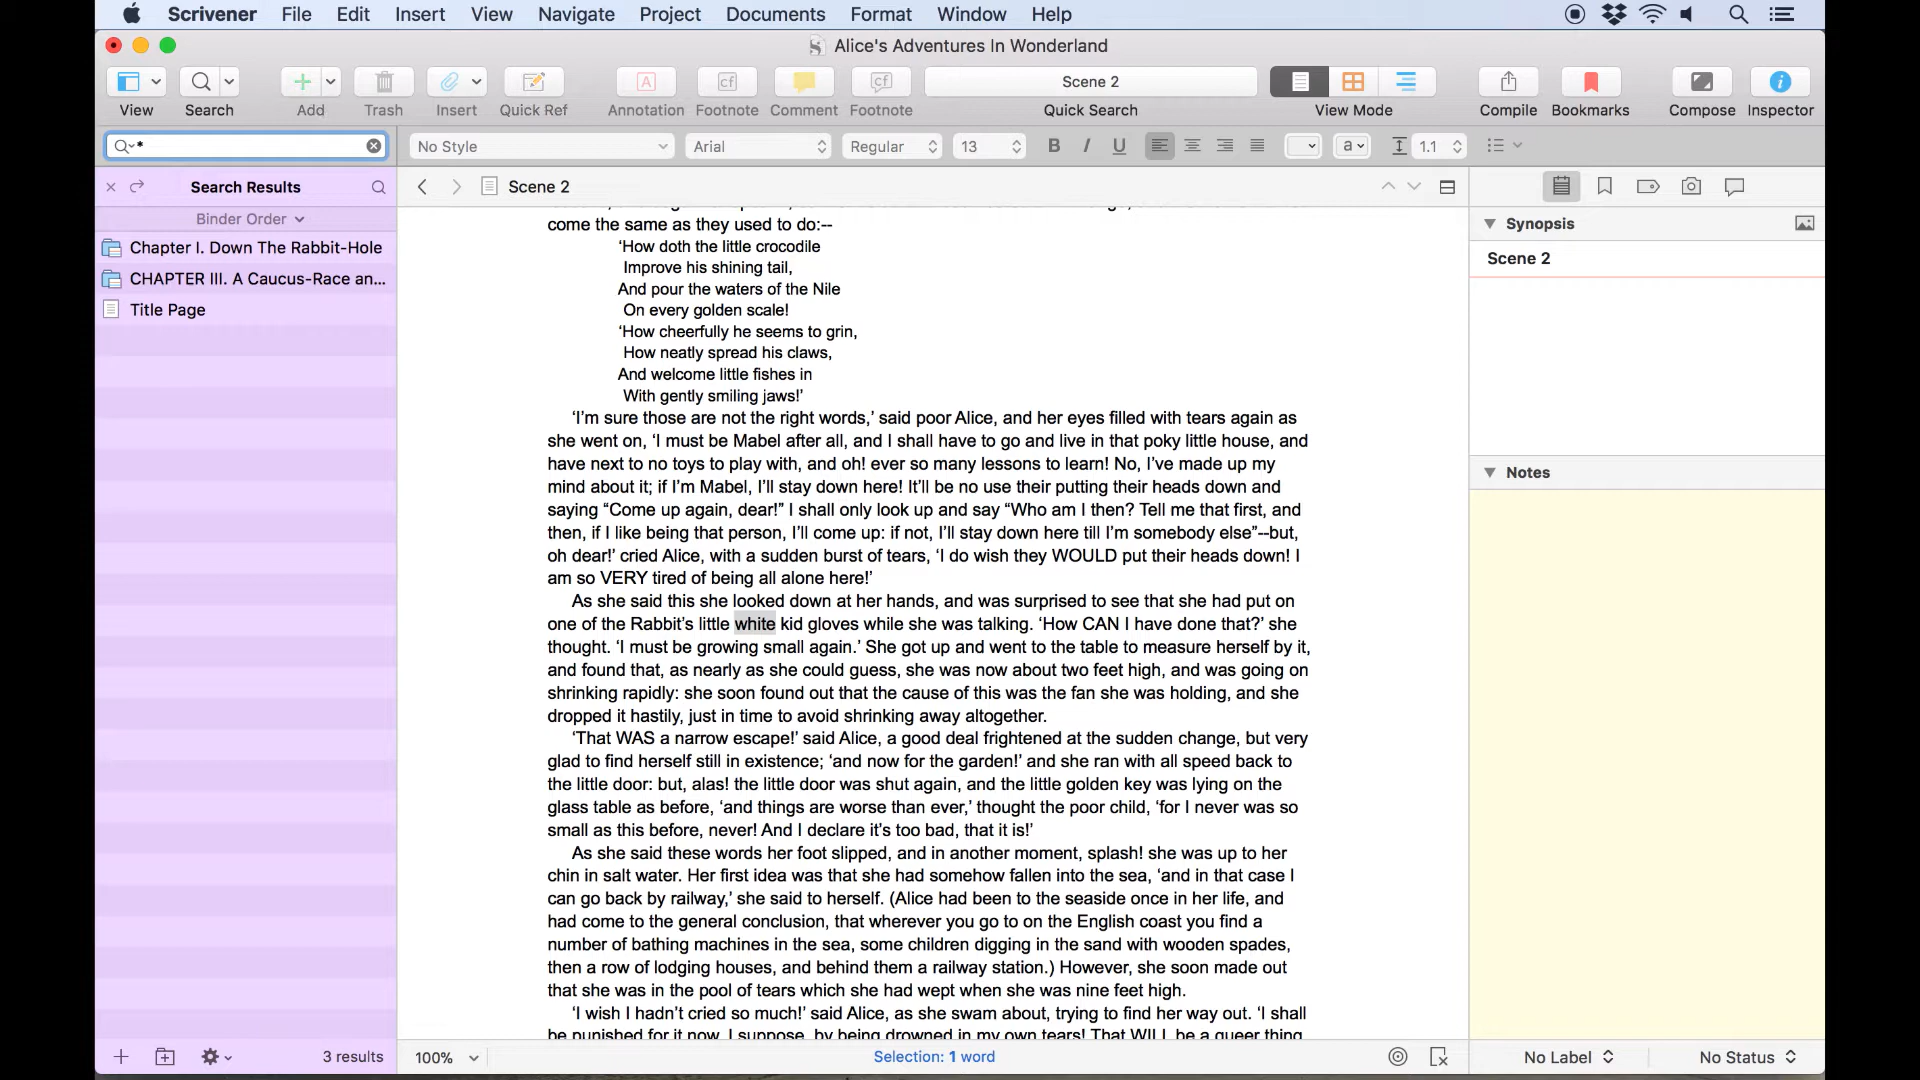 Scrivener File Edit Insert View Navigate Project Documents Format Window Help
Alice's Adventures In Wonderland
Scene 2
View Search Add Trash Insert Quick Ref Annotation Footnote Comment Footnote Quick Search View Mode Compile Bookmarks Compose Inspector
* No Style Arial Regular 13 B I U a 1.1
Search Results
Scene 2
Binder Order
Chapter I. Down The Rabbit-Hole
CHAPTER III. A Caucus-Race an...
Title Page
come the same as they used to do:--
‘How doth the little crocodile
Improve his shining tail,
And pour the waters of the Nile
On every golden scale!
‘How cheerfully he seems to grin,
How neatly spread his claws,
And welcome little fishes in
With gently smiling jaws!’
‘I’m sure those are not the right words,’ said poor Alice, and her eyes filled with tears again as
she went on, ‘I must be Mabel after all, and I shall have to go and live in that poky little house, and
have next to no toys to play with, and oh! ever so many lessons to learn! No, I’ve made up my
mind about it; if I’m Mabel, I’ll stay down here! It’ll be no use their putting their heads down and
saying “Come up again, dear!” I shall only look up and say “Who am I then? Tell me that first, and
then, if I like being that person, I’ll come up: if not, I’ll stay down here till I’m somebody else”--but,
oh dear!’ cried Alice, with a sudden burst of tears, ‘I do wish they WOULD put their heads down! I
am so VERY tired of being all alone here!’
As she said this she looked down at her hands, and was surprised to see that she had put on
one of the Rabbit’s little white kid gloves while she was talking. ‘How CAN I have done that?’ she
thought. ‘I must be growing small again.’ She got up and went to the table to measure herself by it,
and found that, as nearly as she could guess, she was now about two feet high, and was going on
shrinking rapidly: she soon found out that the cause of this was the fan she was holding, and she
dropped it hastily, just in time to avoid shrinking away altogether.
‘That WAS a narrow escape!’ said Alice, a good deal frightened at the sudden change, but very
glad to find herself still in existence; ‘and now for the garden!’ and she ran with all speed back to
the little door: but, alas! the little door was shut again, and the little golden key was lying on the
glass table as before, ‘and things are worse than ever,’ thought the poor child, ‘for I never was so
small as this before, never! And I declare it’s too bad, that it is!’
As she said these words her foot slipped, and in another moment, splash! she was up to her
chin in salt water. Her first idea was that she had somehow fallen into the sea, ‘and in that case I
can go back by railway,’ she said to herself. (Alice had been to the seaside once in her life, and
had come to the general conclusion, that wherever you go to on the English coast you find a
number of bathing machines in the sea, some children digging in the sand with wooden spades,
then a row of lodging houses, and behind them a railway station.) However, she soon made out
that she was in the pool of tears which she had wept when she was nine feet high.
‘I wish I hadn’t cried so much!’ said Alice, as she swam about, trying to find her way out. ‘I shall
be punished for it now, I suppose, by being drowned in my own tears! That WILL be a queer thing,
Synopsis
Scene 2
Notes
3 results
100%
Selection: 1 word
No Label
No Status